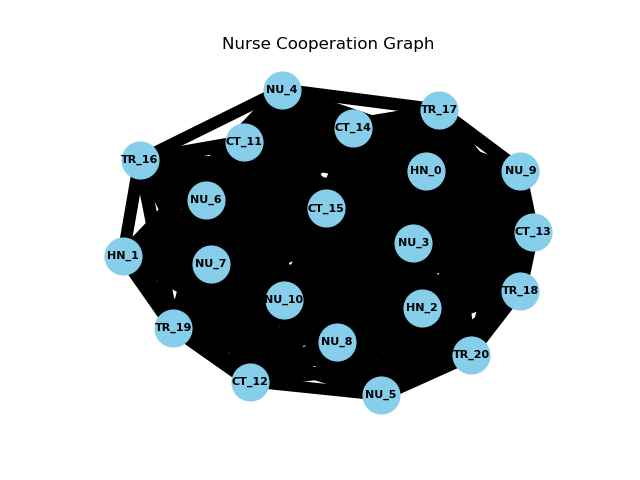 Nurse Cooperation Graph
NU_4
TR_17
CT_14
CT_11
TR_16
HN_0
NU_9
NU_6
CT_15
CT_13
NU_3
HN_1
NU_7
TR_18
NU_10
HN_2
TR_19
NU_8
TR_20
CT_12
NU_5